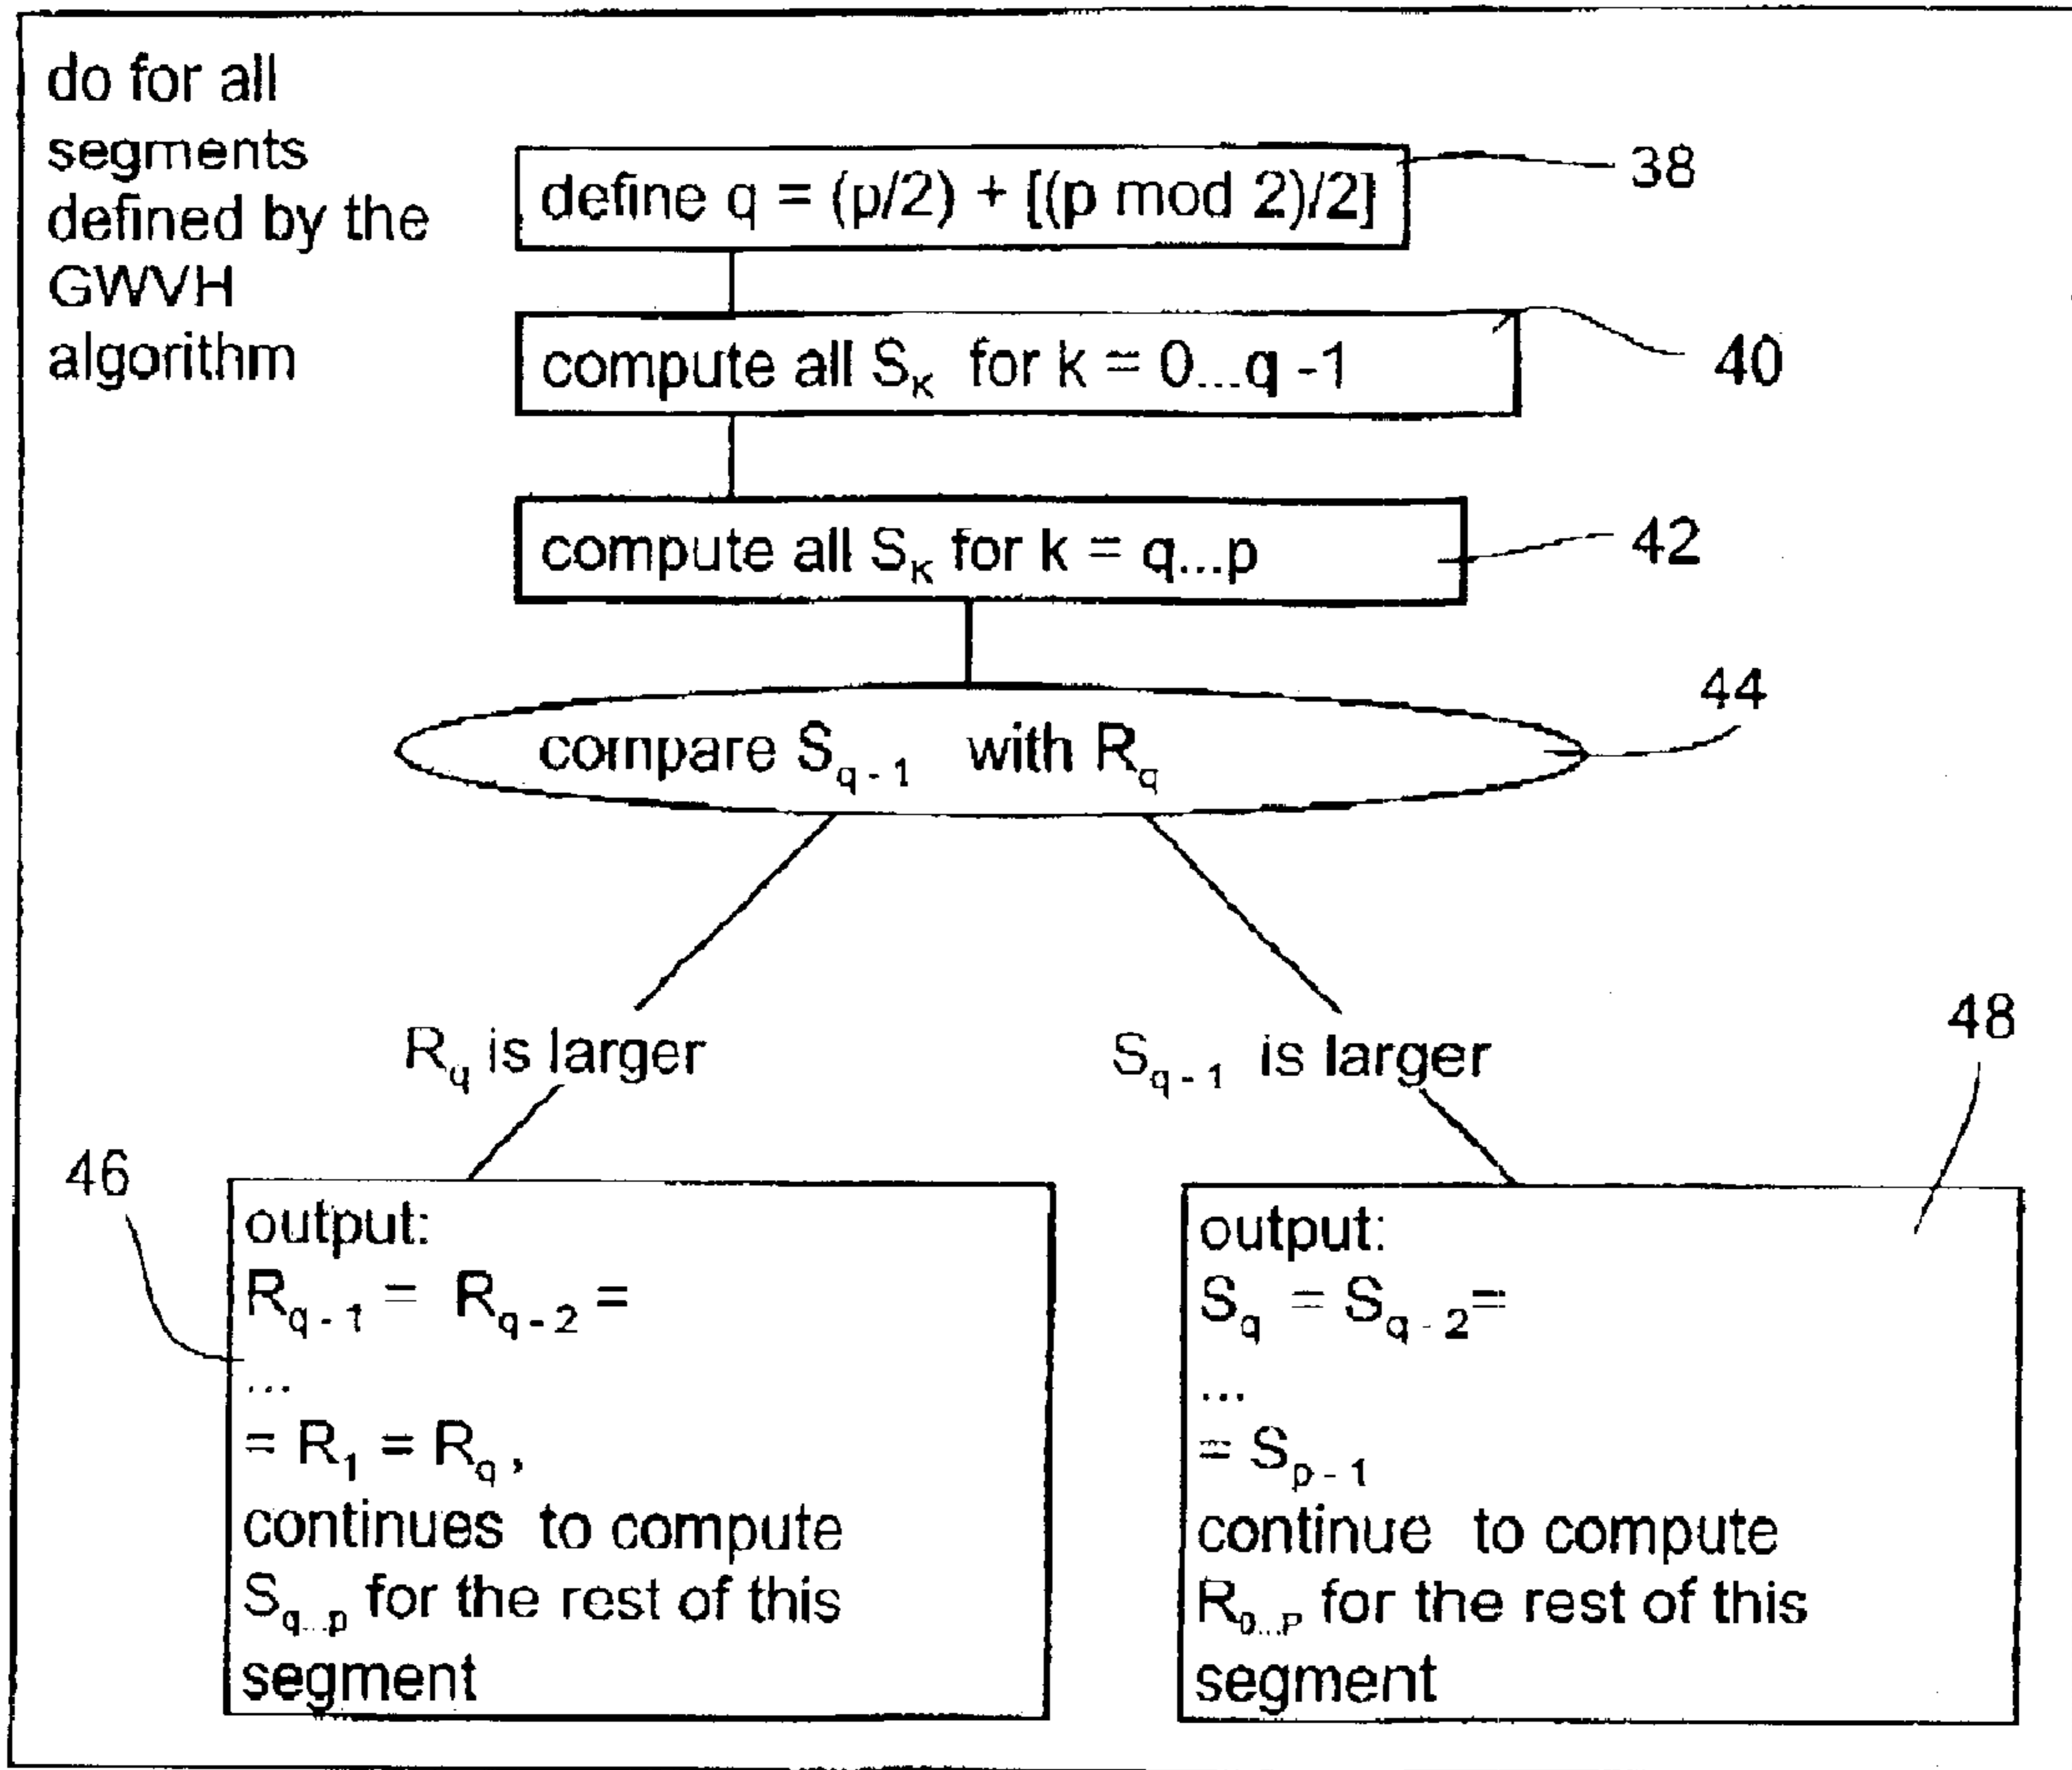 do for all
segments
defined by the
GWVH
algorithm
define q = (p/2) + [(p mod 2)/2]
38
compute all S_K for k = 0...q -1
40
compute all S_K for k = q...p
42
44
compare S_q-1 with R_q
R_q is larger
S_q-1 is larger
48
46
output:
R_q-1 = R_q-2 =
...
= R_1 = R_q,
continues to compute
S_q...p for the rest of this
segment
output:
S_q = S_q-2 =
...
= S_p-1
continue to compute
R_0...P for the rest of this
segment